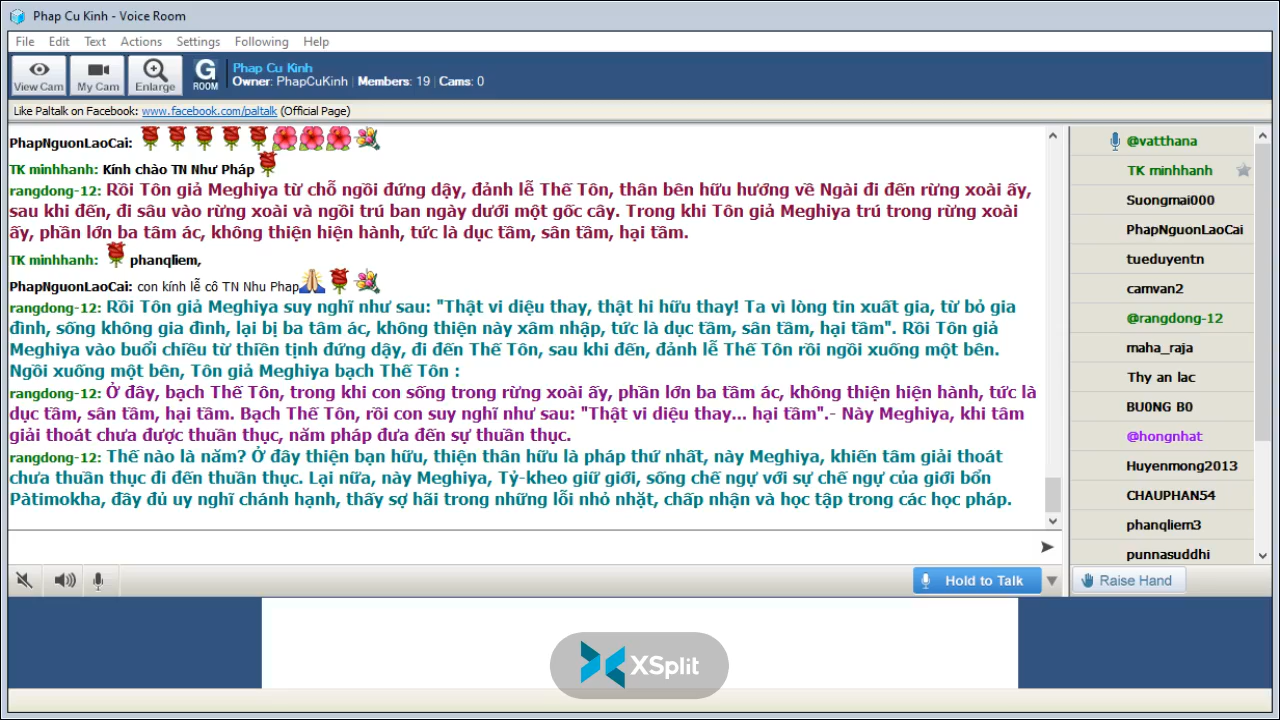 Phap Cu Kinh - Voice Room
File Edit Text Actions Settings Following Help
View Cam My Cam Enlarge G ROOM
Phap Cu Kinh
Owner: PhapCuKinh Members: 19 Cams: 0
Like Paltalk on Facebook: www.facebook.com/paltalk (Official Page)
PhapNguonLaoCai:
TK minhhanh: Kính chào TN Như Pháp
rangdong-12: Rồi Tôn giả Meghiya từ chỗ ngồi đứng dậy, đảnh lễ Thế Tôn, thân bên hữu hướng về Ngài đi đến rừng xoài ấy,
sau khi đến, đi sâu vào rừng xoài và ngồi trú ban ngày dưới một gốc cây. Trong khi Tôn giả Meghiya trú trong rừng xoài
ấy, phần lớn ba tầm ác, không thiện hiện hành, tức là dục tầm, sân tầm, hại tầm.
TK minhhanh: phanqliem,
PhapNguonLaoCai: con kính lễ cô TN Nhu Phap
rangdong-12: Rồi Tôn giả Meghiya suy nghĩ như sau: "Thật vi diệu thay, thật hi hữu thay! Ta vì lòng tin xuất gia, từ bỏ gia
đình, sống không gia đình, lại bị ba tâm ác, không thiện này xâm nhập, tức là dục tầm, sân tầm, hại tầm". Rồi Tôn giả
Meghiya vào buổi chiều từ thiền tịnh đứng dậy, đi đến Thế Tôn, sau khi đến, đảnh lễ Thế Tôn rồi ngồi xuống một bên.
Ngồi xuống một bên, Tôn giả Meghiya bạch Thế Tôn :
rangdong-12: Ở đây, bạch Thế Tôn, trong khi con sống trong rừng xoài ấy, phần lớn ba tầm ác, không thiện hiện hành, tức là
dục tầm, sân tầm, hại tầm. Bạch Thế Tôn, rồi con suy nghĩ như sau: "Thật vi diệu thay... hại tầm".- Này Meghiya, khi tâm
giải thoát chưa được thuần thục, năm pháp đưa đến sự thuần thục.
rangdong-12: Thế nào là năm? Ở đây thiện bạn hữu, thiện thân hữu là pháp thứ nhất, này Meghiya, khiến tâm giải thoát
chưa thuần thục đi đến thuần thục. Lại nữa, này Meghiya, Tỷ-kheo giữ giới, sống chế ngự với sự chế ngự của giới bổn
Pàtimokha, đầy đủ uy nghĩ chánh hạnh, thấy sợ hãi trong những lỗi nhỏ nhặt, chấp nhận và học tập trong các học pháp.
@vatthana
TK minhhanh
Suongmai000
PhapNguonLaoCai
tueduyentn
camvan2
@rangdong-12
maha_raja
Thy an lac
BU0NG B0
@hongnhat
Huyenmong2013
CHAUPHAN54
phanqliem3
punnasuddhi
Hold to Talk
Raise Hand
XSplit